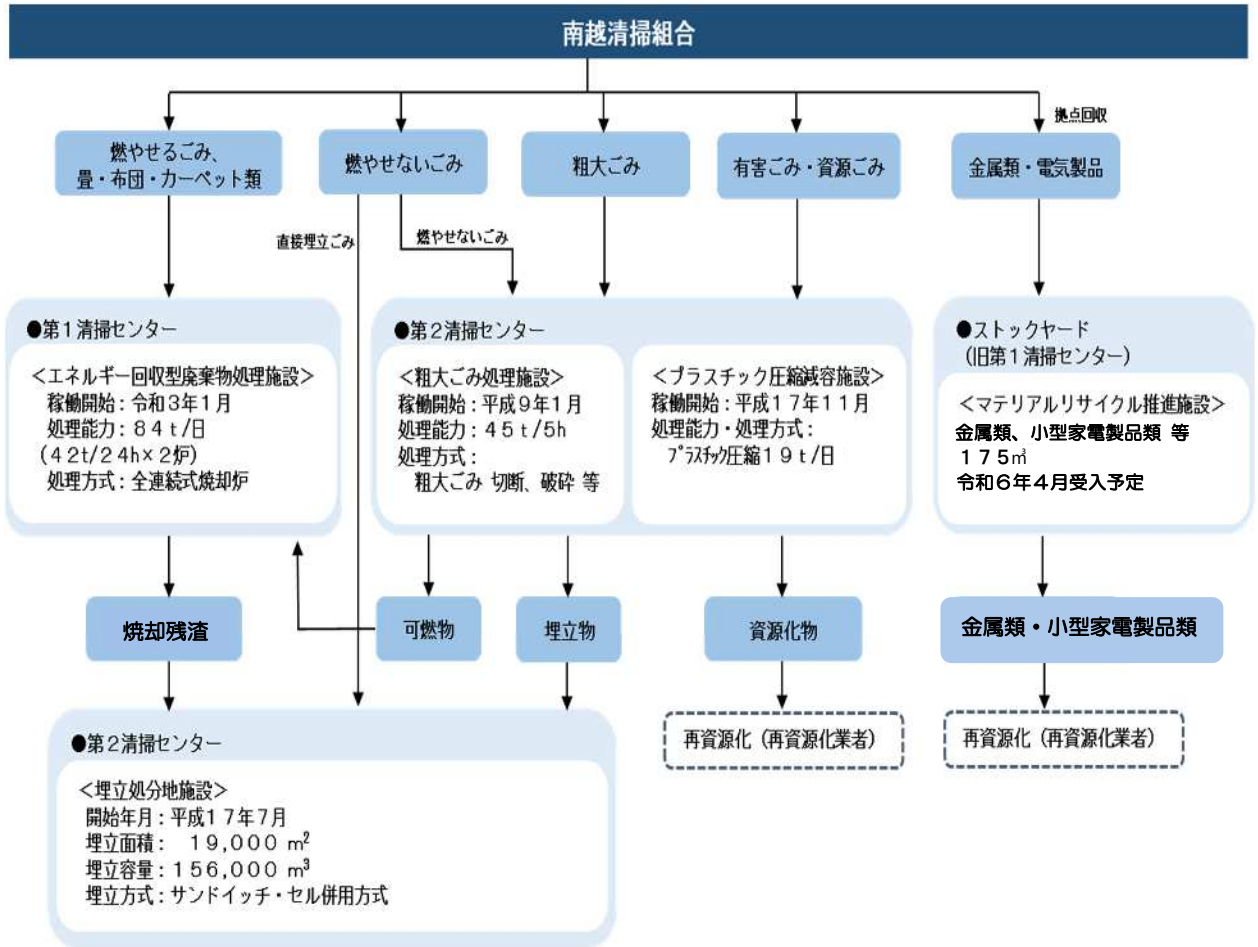 南越清掃組合
拠点回収
燃やせるごみ、
畳・布団・カーペット類
燃やせないごみ
粗大ごみ
有害ごみ・資源ごみ
金属類・電気製品
直接埋立ごみ
燃やせないごみ
●第1清掃センター
<エネルギー回収型廃棄物処理施設>
稼働開始：令和3年1月
処理能力：84t/日
(42t/24h×2炉)
処理方式：全連続式焼却炉
●第2清掃センター
<粗大ごみ処理施設>
稼働開始：平成9年1月
処理能力：45t/5h
処理方式：
粗大ごみ 切断、破砕 等
<プラスチック圧縮減容施設>
稼働開始：平成17年11月
処理能力・処理方式：
プラスチック圧縮19t/日
●ストックヤード
(旧第1清掃センター)
<マテリアルリサイクル推進施設>
金属類、小型家電製品類 等
175㎡
令和6年4月受入予定
焼却残渣
可燃物
埋立物
資源化物
金属類・小型家電製品類
再資源化（再資源化業者）
再資源化（再資源化業者）
●第2清掃センター
<埋立処分地施設>
開始年月：平成17年7月
埋立面積： 19,000 m²
埋立容量：156,000 m³
埋立方式：サンドイッチ・セル併用方式